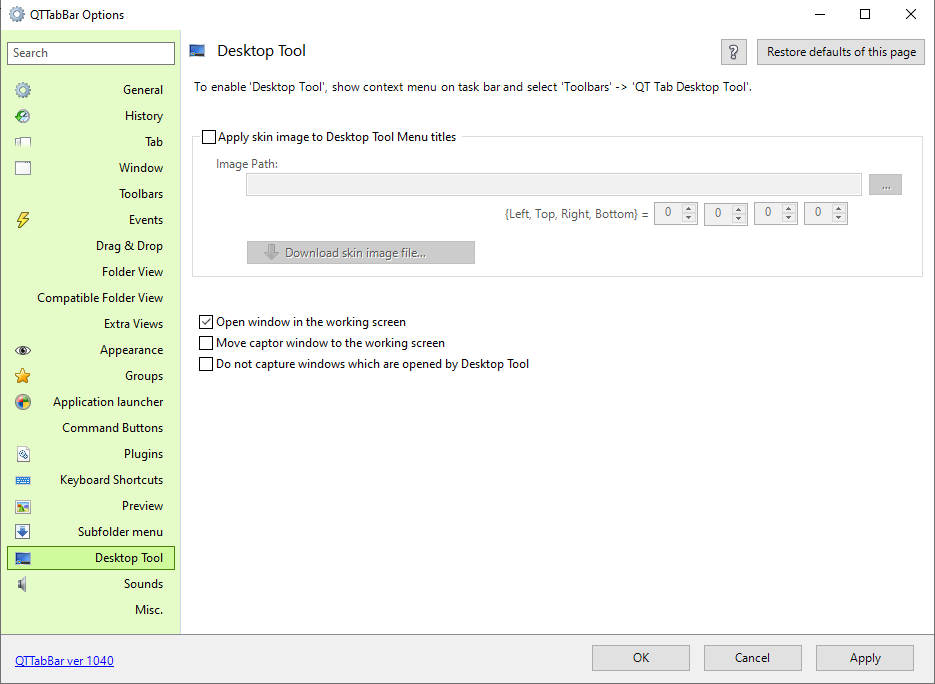 QTTabBar Options
Search
General
History
Tab
Window
Toolbars
Events
Drag & Drop
Folder View
Compatible Folder View
Extra Views
Appearance
Groups
Application launcher
Command Buttons
Plugins
Keyboard Shortcuts
Preview
Subfolder menu
Desktop Tool
Sounds
Misc.
Desktop Tool
?
Restore defaults of this page
To enable 'Desktop Tool', show context menu on task bar and select 'Toolbars' -> 'QT Tab Desktop Tool'.
Apply skin image to Desktop Tool Menu titles
Image Path:
...
{Left, Top, Right, Bottom} = 0 0 0 0
Download skin image file...
Open window in the working screen
Move captor window to the working screen
Do not capture windows which are opened by Desktop Tool
QTTabBar ver 1040
OK Cancel Apply